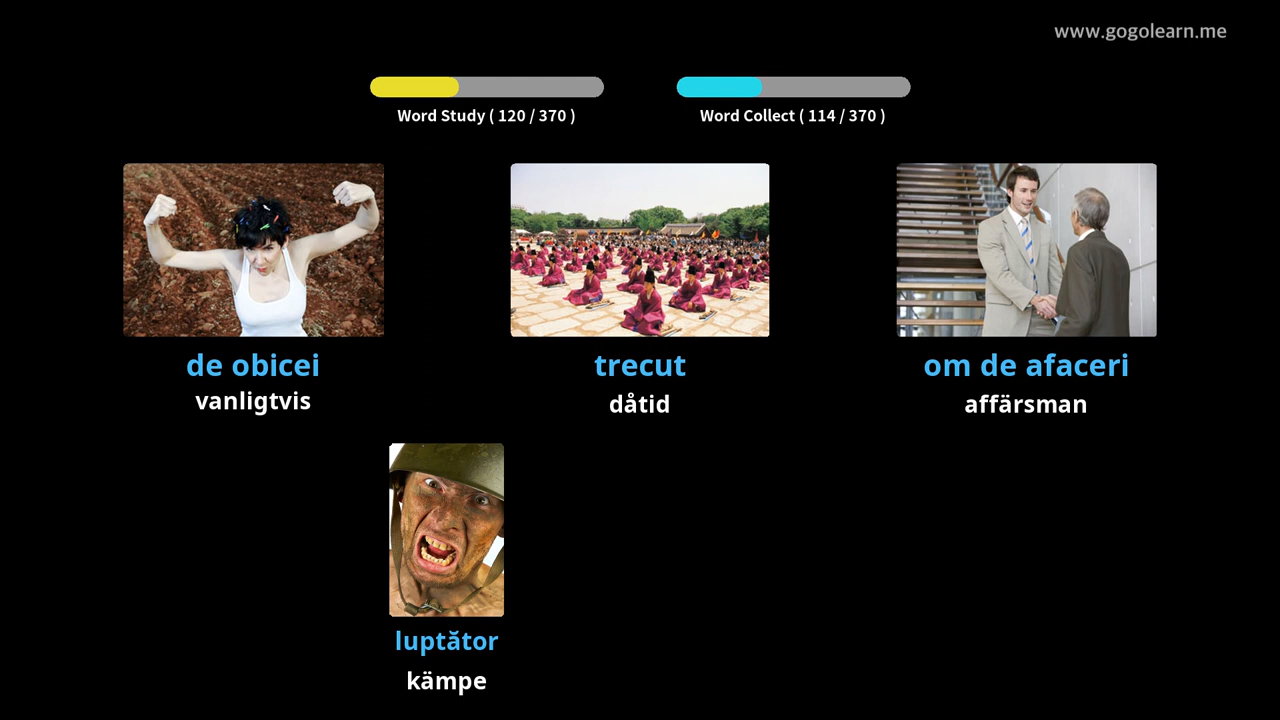 www.gogolearn.me
Word Study ( 120 / 370 )
Word Collect ( 114 / 370 )
de obicei
vanligtvis
trecut
dåtid
om de afaceri
affärsman
luptător
kämpe